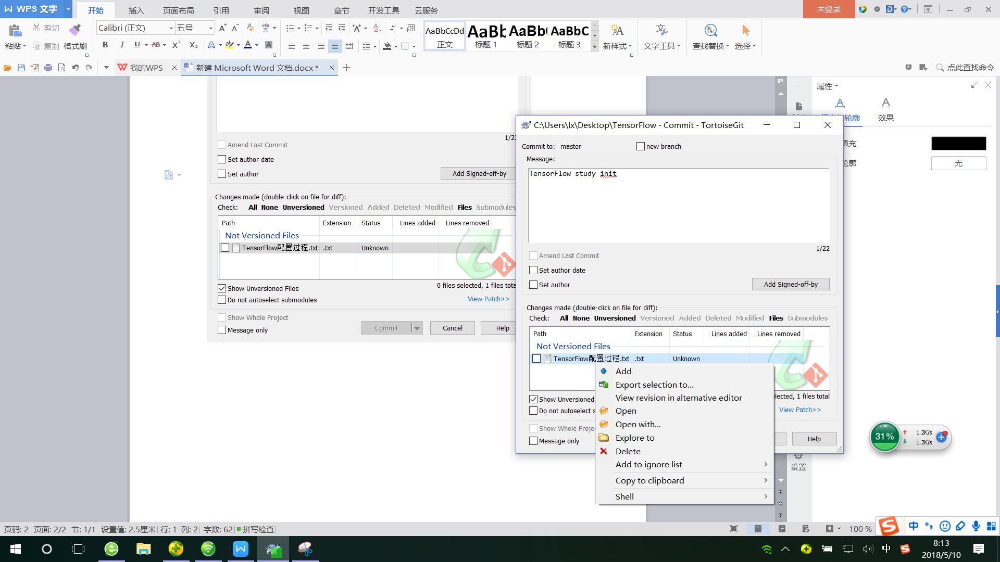 WPS 文字
开始
插入
页面布局
引用
审阅
视图
章节
开发工具
云服务
未登录
粘贴
剪切
复制
格式刷
Calibri (正文)
五号
AaBbCcDd
正文
AaBb
标题 1
AaBb(
标题 2
AaBbC
标题 3
新样式
文字工具
查找替换
选择
我的WPS
新建 Microsoft Word 文档.docx *
点此查找命令
属性
轮廓
效果
填充
轮廓
无
设置
Amend Last Commit
Set author date
Set author
Add Signed-off-by
Changes made (double-click on file for diff):
Check: All None Unversioned Versioned Added Deleted Modified Files Submodules
Path Extension Status Lines added Lines removed
Not Versioned Files
TensorFlow配置过程.txt .txt Unknown
Show Unversioned Files
0 files selected, 1 files tota
Do not autoselect submodules
View Patch>>
Show Whole Project
Message only
Commit
Cancel
Help
C:\Users\lx\Desktop\TensorFlow - Commit - TortoiseGit
Commit to: master
new branch
Message:
TensorFlow study init
1/22
Amend Last Commit
Set author date
Set author
Add Signed-off-by
Changes made (double-click on file for diff):
Check: All None Unversioned Versioned Added Deleted Modified Files Submodules
Path Extension Status Lines added Lines removed
Not Versioned Files
TensorFlow配置过程.txt .txt Unknown
Show Unversioned
elected, 1 files total
Do not autoselect s
View Patch>>
Show Whole Projec
Message only
Help
Add
Export selection to...
View revision in alternative editor
Open
Open with...
Explore to
Delete
Add to ignore list
Copy to clipboard
Shell
31%
1.2K/s
1.2K/s
页码: 2 页面: 2/2 节: 1/1 设置值: 2.5厘米 行: 1 列: 2 字数: 62 拼写检查
100 %
中
中
8:13
2018/5/10